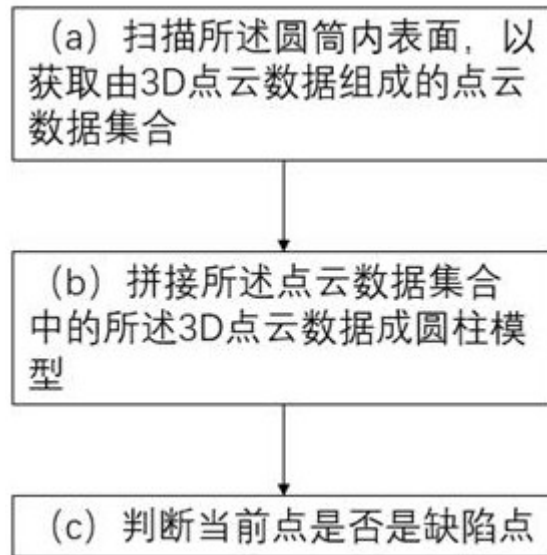 （a）扫描所述圆筒内表面，以
获取由3D点云数据组成的点云
数据集合
（b）拼接所述点云数据集合
中的所述3D点云数据成圆柱模
型
（c）判断当前点是否是缺陷点